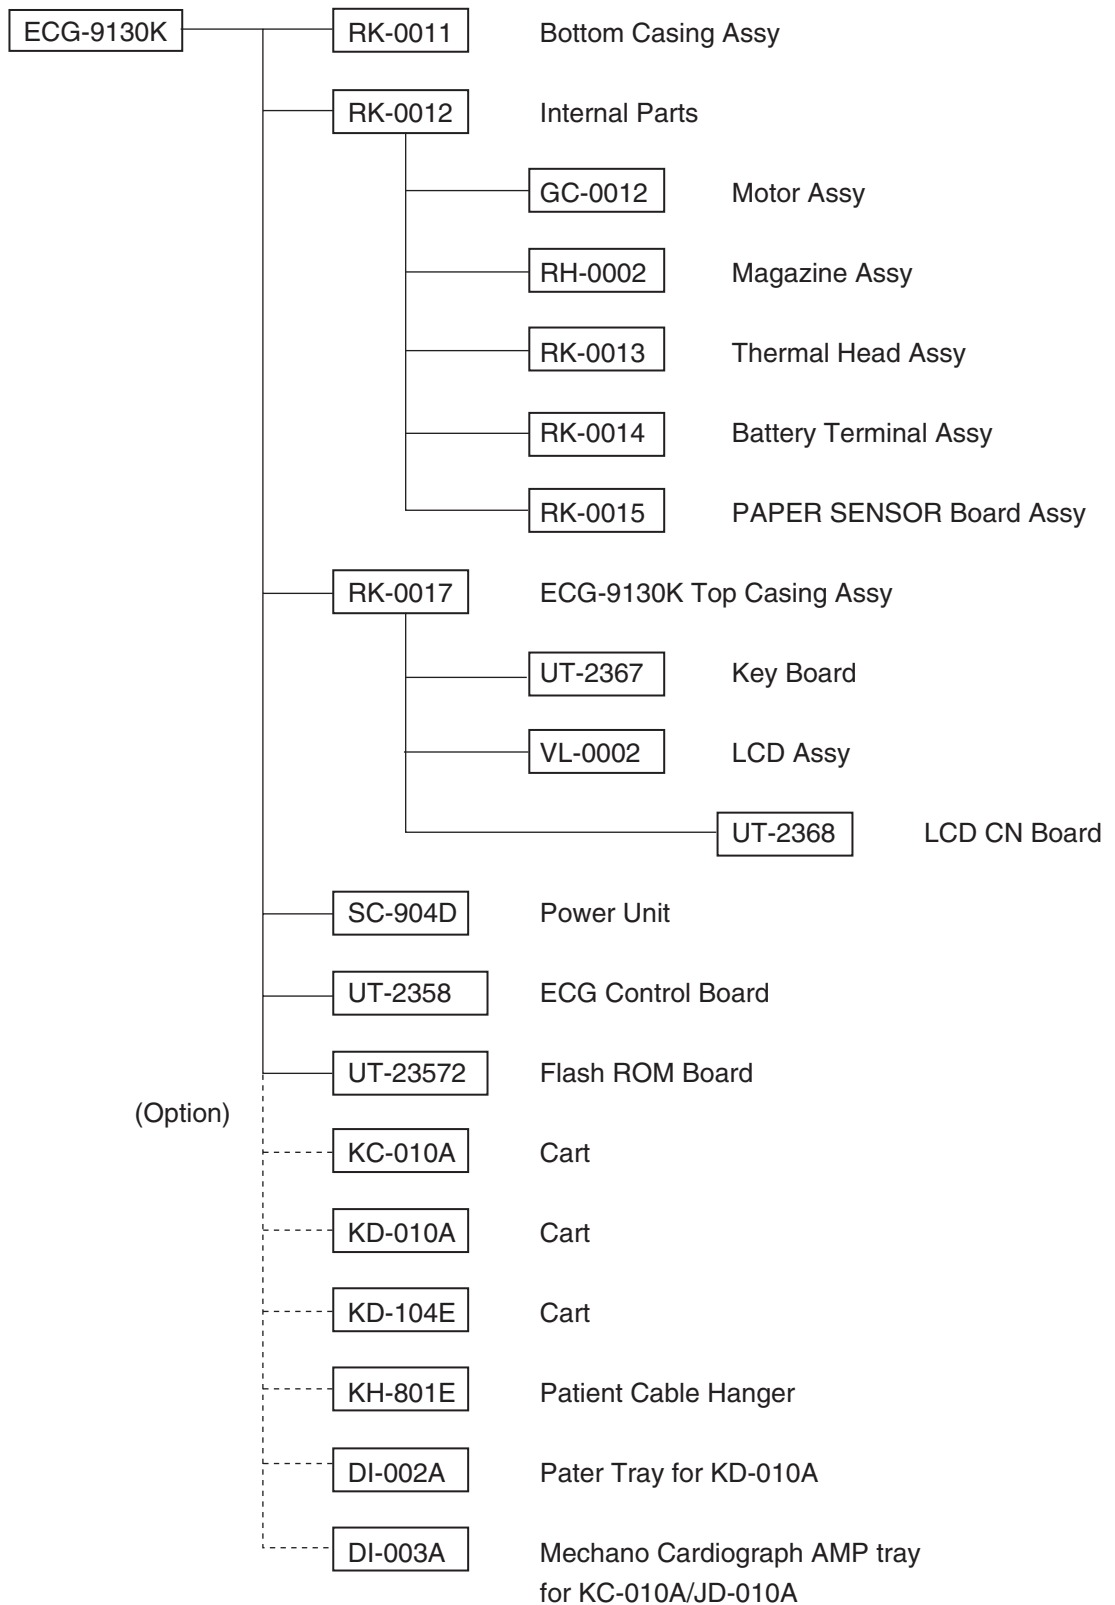 ECG-9130K RK-0011 Bottom Casing Assy
RK-0012 Internal Parts
GC-0012 Motor Assy
RH-0002 Magazine Assy
RK-0013 Thermal Head Assy
RK-0014 Battery Terminal Assy
RK-0015 PAPER SENSOR Board Assy
RK-0017 ECG-9130K Top Casing Assy
UT-2367 Key Board
VL-0002 LCD Assy
UT-2368 LCD CN Board
SC-904D Power Unit
UT-2358 ECG Control Board
UT-23572 Flash ROM Board
(Option)
KC-010A Cart
KD-010A Cart
KD-104E Cart
KH-801E Patient Cable Hanger
DI-002A Pater Tray for KD-010A
DI-003A Mechano Cardiograph AMP tray
for KC-010A/JD-010A